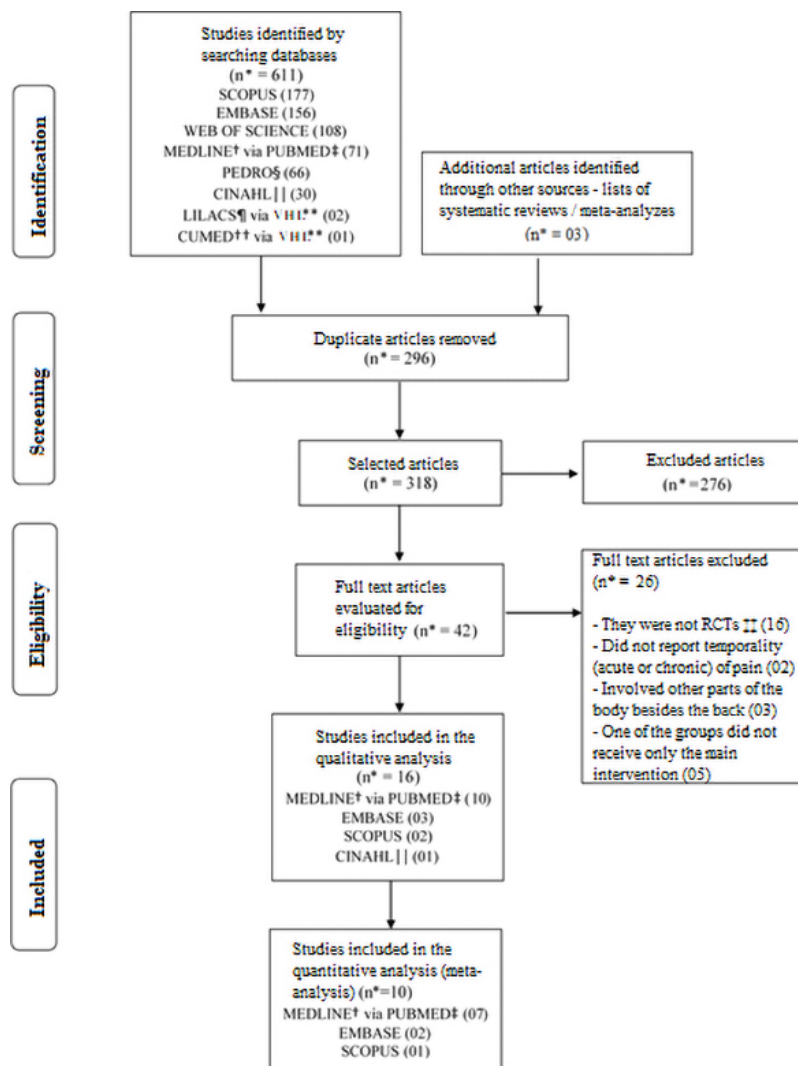 Identification
Studies identified by
searching databases
(n* = 611)
SCOPUS (177)
EMBASE (156)
WEB OF SCIENCE (108)
MEDLINE† via PUBMED‡ (71)
PEDRO§ (66)
CINAHL|| (30)
LILACS¶ via VHL** (02)
CUMED†† via VHL** (01)
Additional articles identified
through other sources - lists of
systematic reviews / meta-analyzes
(n* = 03)
Screening
Duplicate articles removed
(n* = 296)
Selected articles
(n* = 318)
Excluded articles
(n* =276)
Eligibility
Full text articles
evaluated for
eligibility (n* = 42)
Full text articles excluded
(n* = 26)
- They were not RCTs ‡‡ (16)
- Did not report temporality
(acute or chronic) of pain (02)
- Involved other parts of the
body besides the back (03)
- One of the groups did not
receive only the main
intervention (05)
Included
Studies included in the
qualitative analysis
(n* = 16)
MEDLINE† via PUBMED‡ (10)
EMBASE (03)
SCOPUS (02)
CINAHL|| (01)
Studies included in the
quantitative analysis (meta-
analysis) (n*=10)
MEDLINE† via PUBMED‡ (07)
EMBASE (02)
SCOPUS (01)